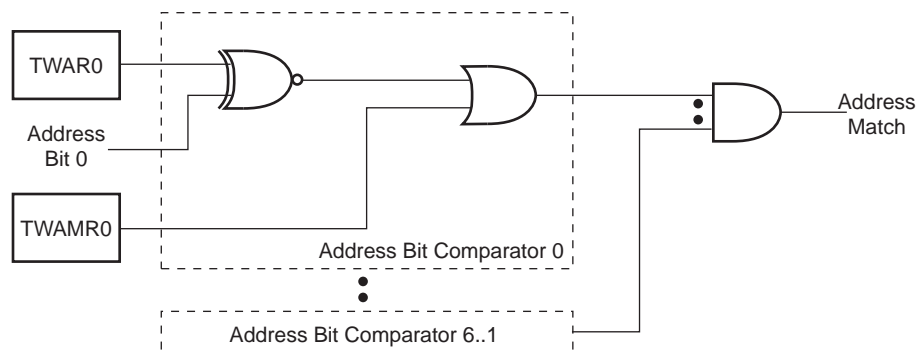 TWAR0
Address
Bit 0
TWAMR0
Address Bit Comparator 0
Address
Match
Address Bit Comparator 6..1